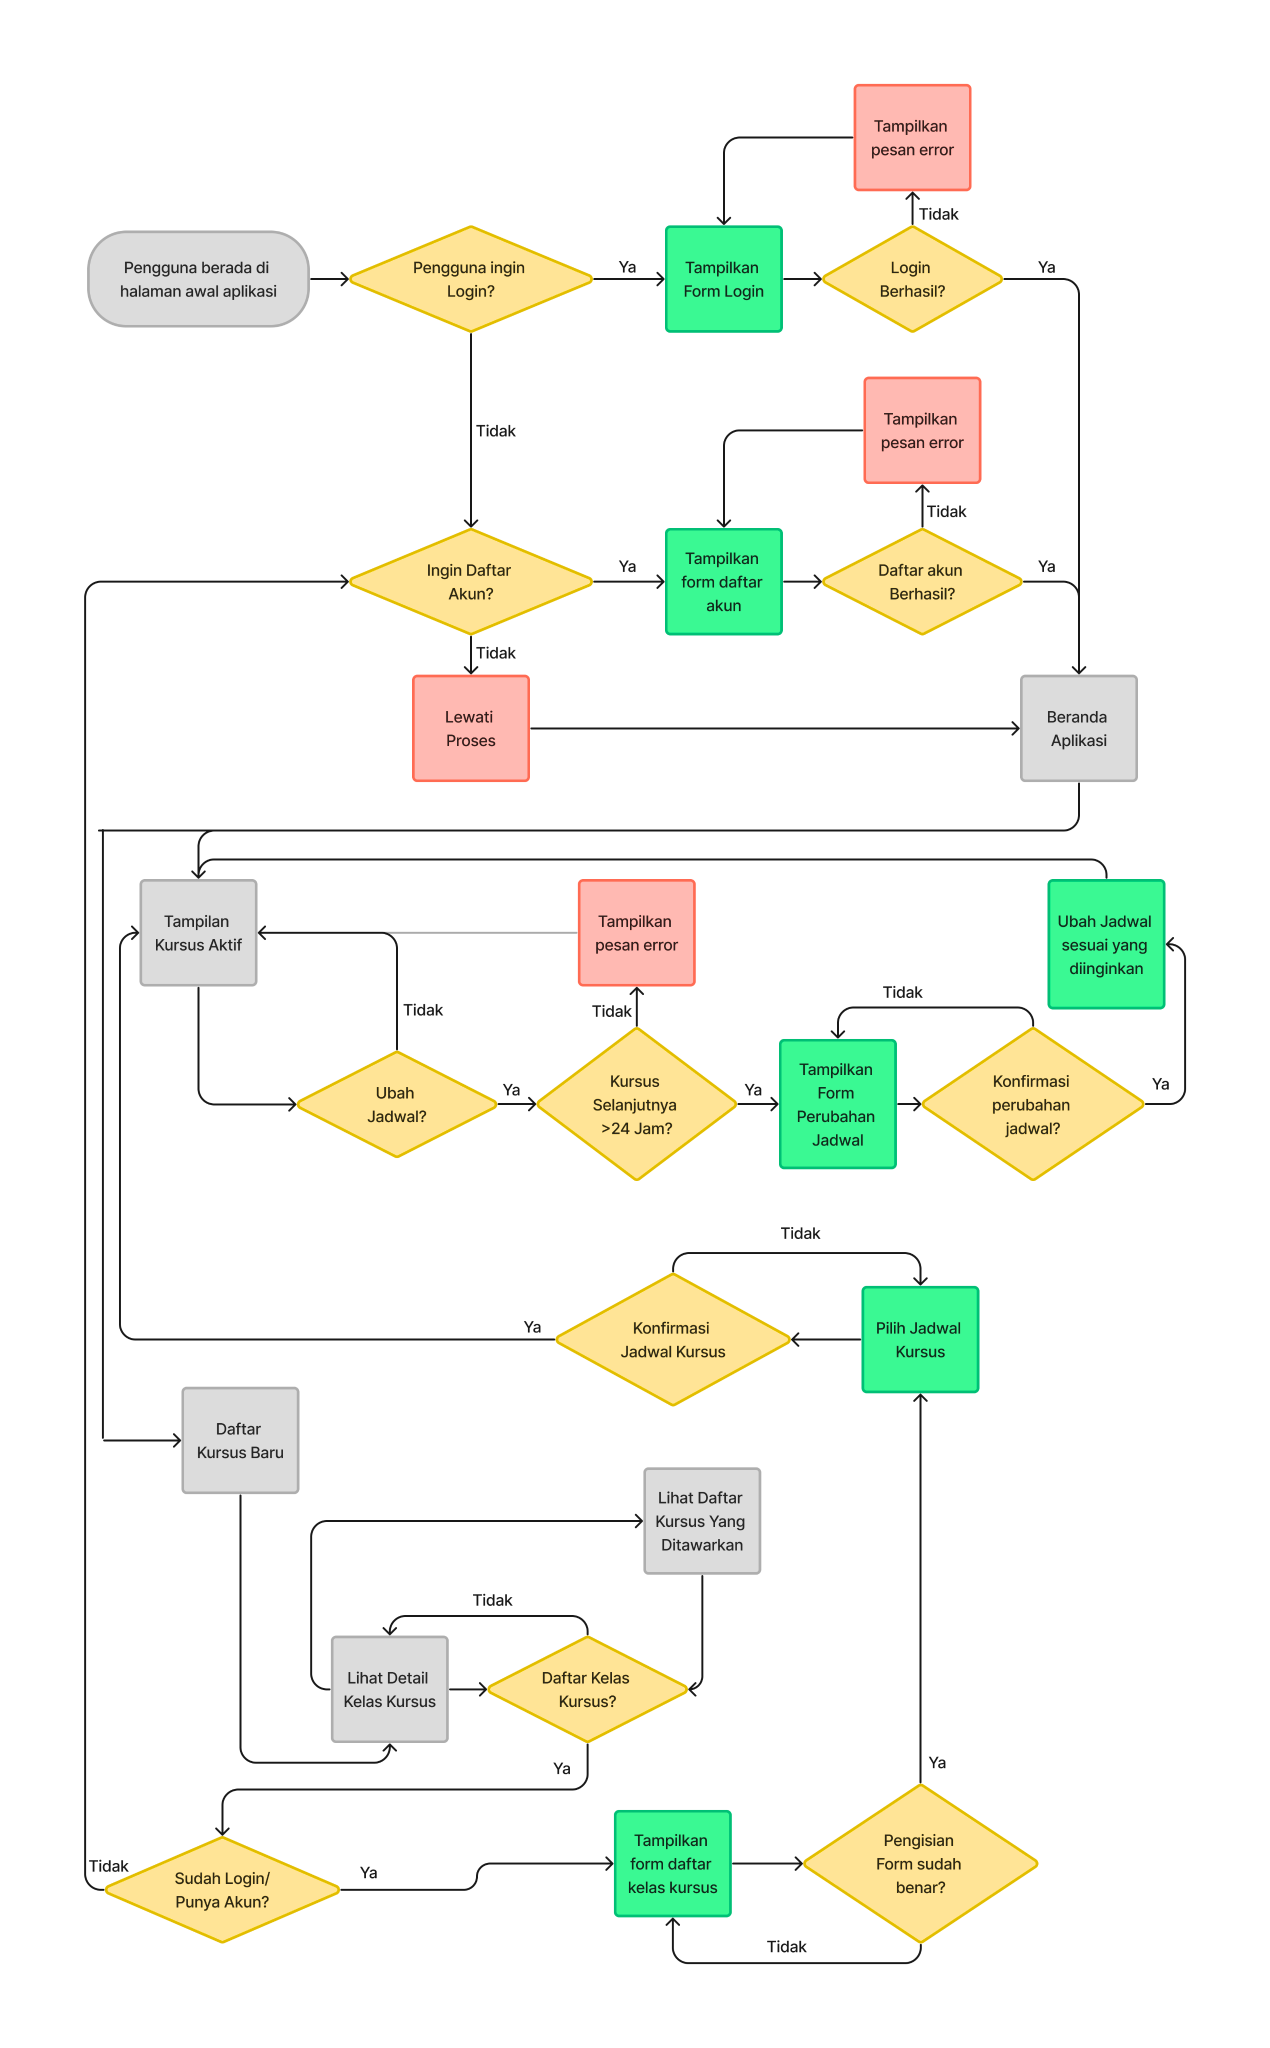 Tampilkan
pesan error
Tidak
Pengguna berada di
halaman awal aplikasi
Pengguna ingin
Login?
Ya
Tampilkan
Form Login
Login
Berhasil?
Ya
Tidak
Tampilkan
pesan error
Tidak
Ingin Daftar
Akun?
Ya
Tampilkan
form daftar
akun
Daftar akun
Berhasil?
Ya
Tidak
Lewati
Proses
Beranda
Aplikasi
Tampilan
Kursus Aktif
Tampilkan
pesan error
Ubah Jadwal
sesuai yang
diinginkan
Tidak
Tidak
Tidak
Ubah
Jadwal?
Ya
Kursus
Selanjutnya
>24 Jam?
Ya
Tampilkan
Form
Perubahan
Jadwal
Konfirmasi
perubahan
jadwal?
Ya
Tidak
Ya
Konfirmasi
Jadwal Kursus
Pilih Jadwal
Kursus
Daftar
Kursus Baru
Lihat Daftar
Kursus Yang
Ditawarkan
Tidak
Lihat Detail
Kelas Kursus
Daftar Kelas
Kursus?
Ya
Ya
Tidak
Sudah Login/
Punya Akun?
Ya
Tampilkan
form daftar
kelas kursus
Pengisian
Form sudah
benar?
Tidak